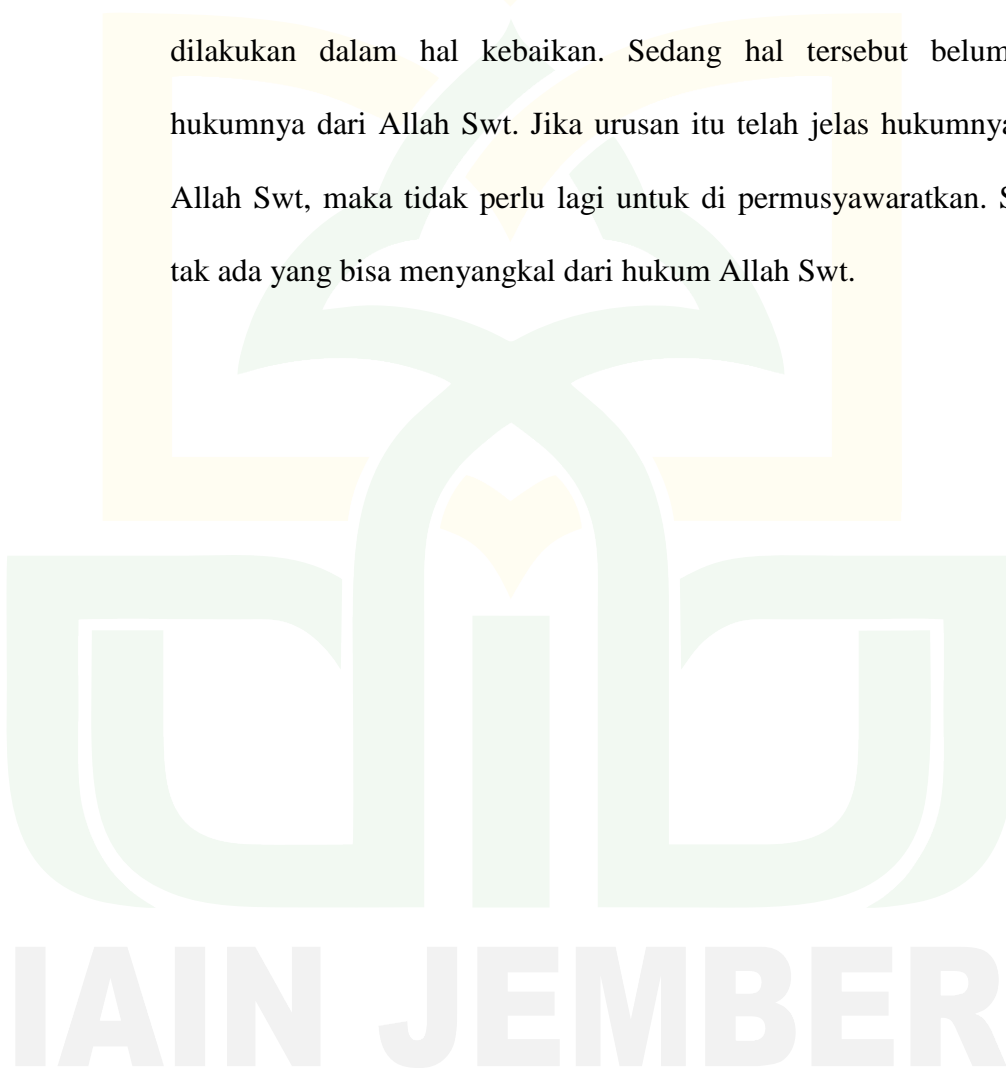 dilakukan dalam hal kebaikan. Sedang hal tersebut belum
hukumnya dari Allah Swt. Jika urusan itu telah jelas hukumnya
Allah Swt, maka tidak perlu lagi untuk di permusyawaratkan.
tak ada yang bisa menyangkal dari hukum Allah Swt.
IAIN JEMBER